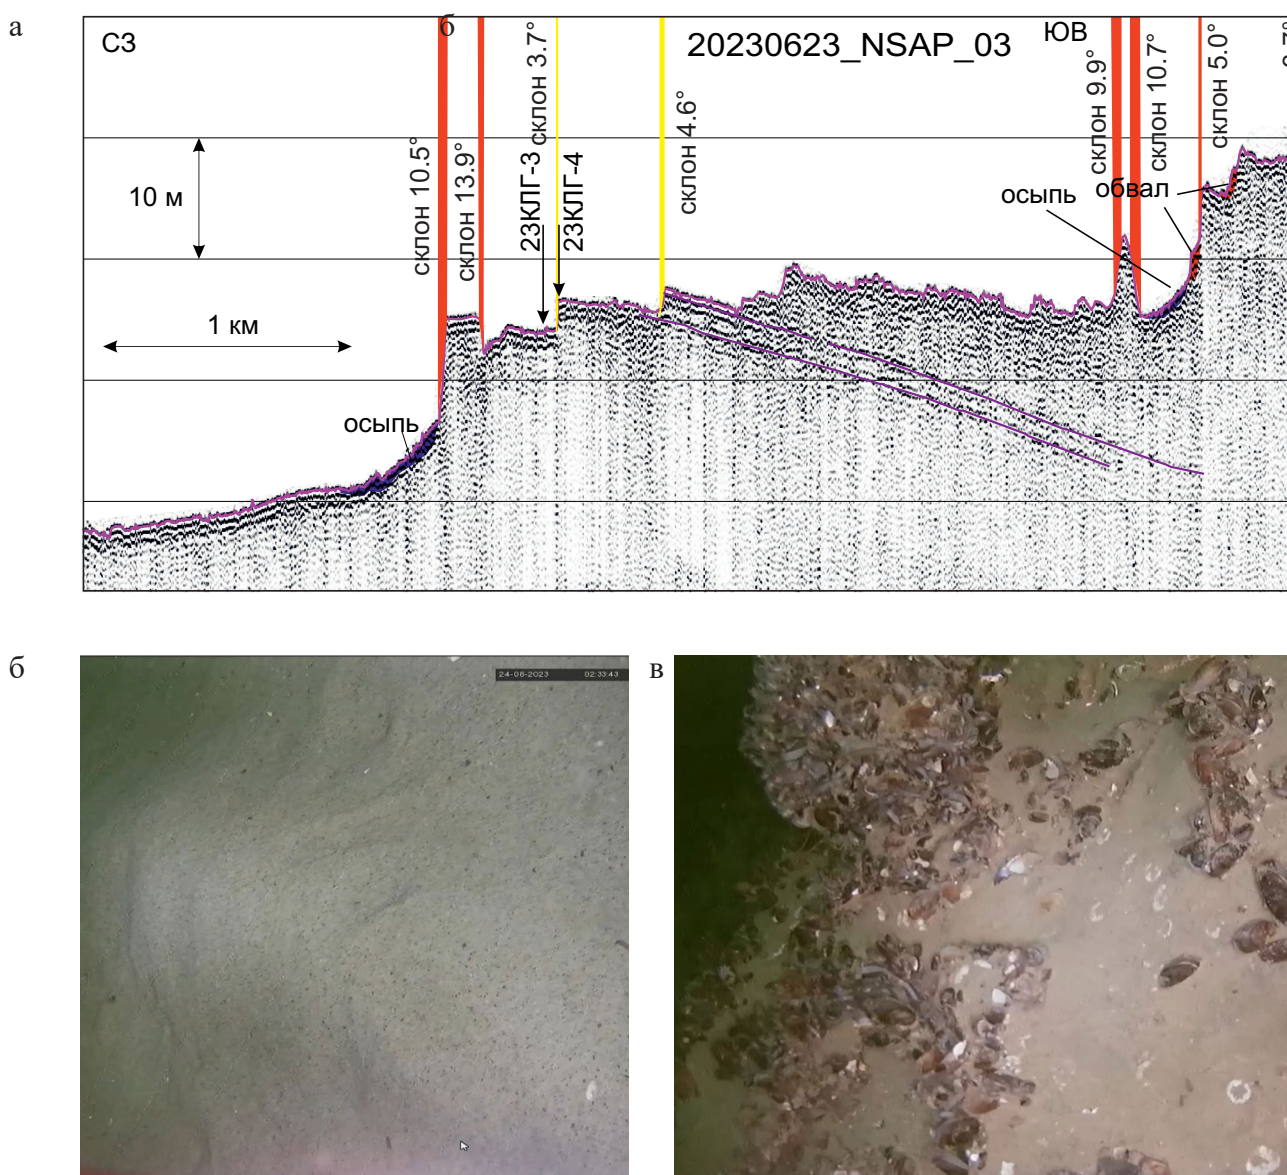 а
б
СЗ
20230623_NSAP_03
ЮВ
склон 3.7°
склон 5.0°
склон 9.9°
склон 10.7°
склон 4.6°
склон 10.5°
склон 13.9°
23КЛГ-3
23КЛГ-4
10 м
осыпь
обвал
1 км
осыпь
б
24-06-2023 02:33:43
в